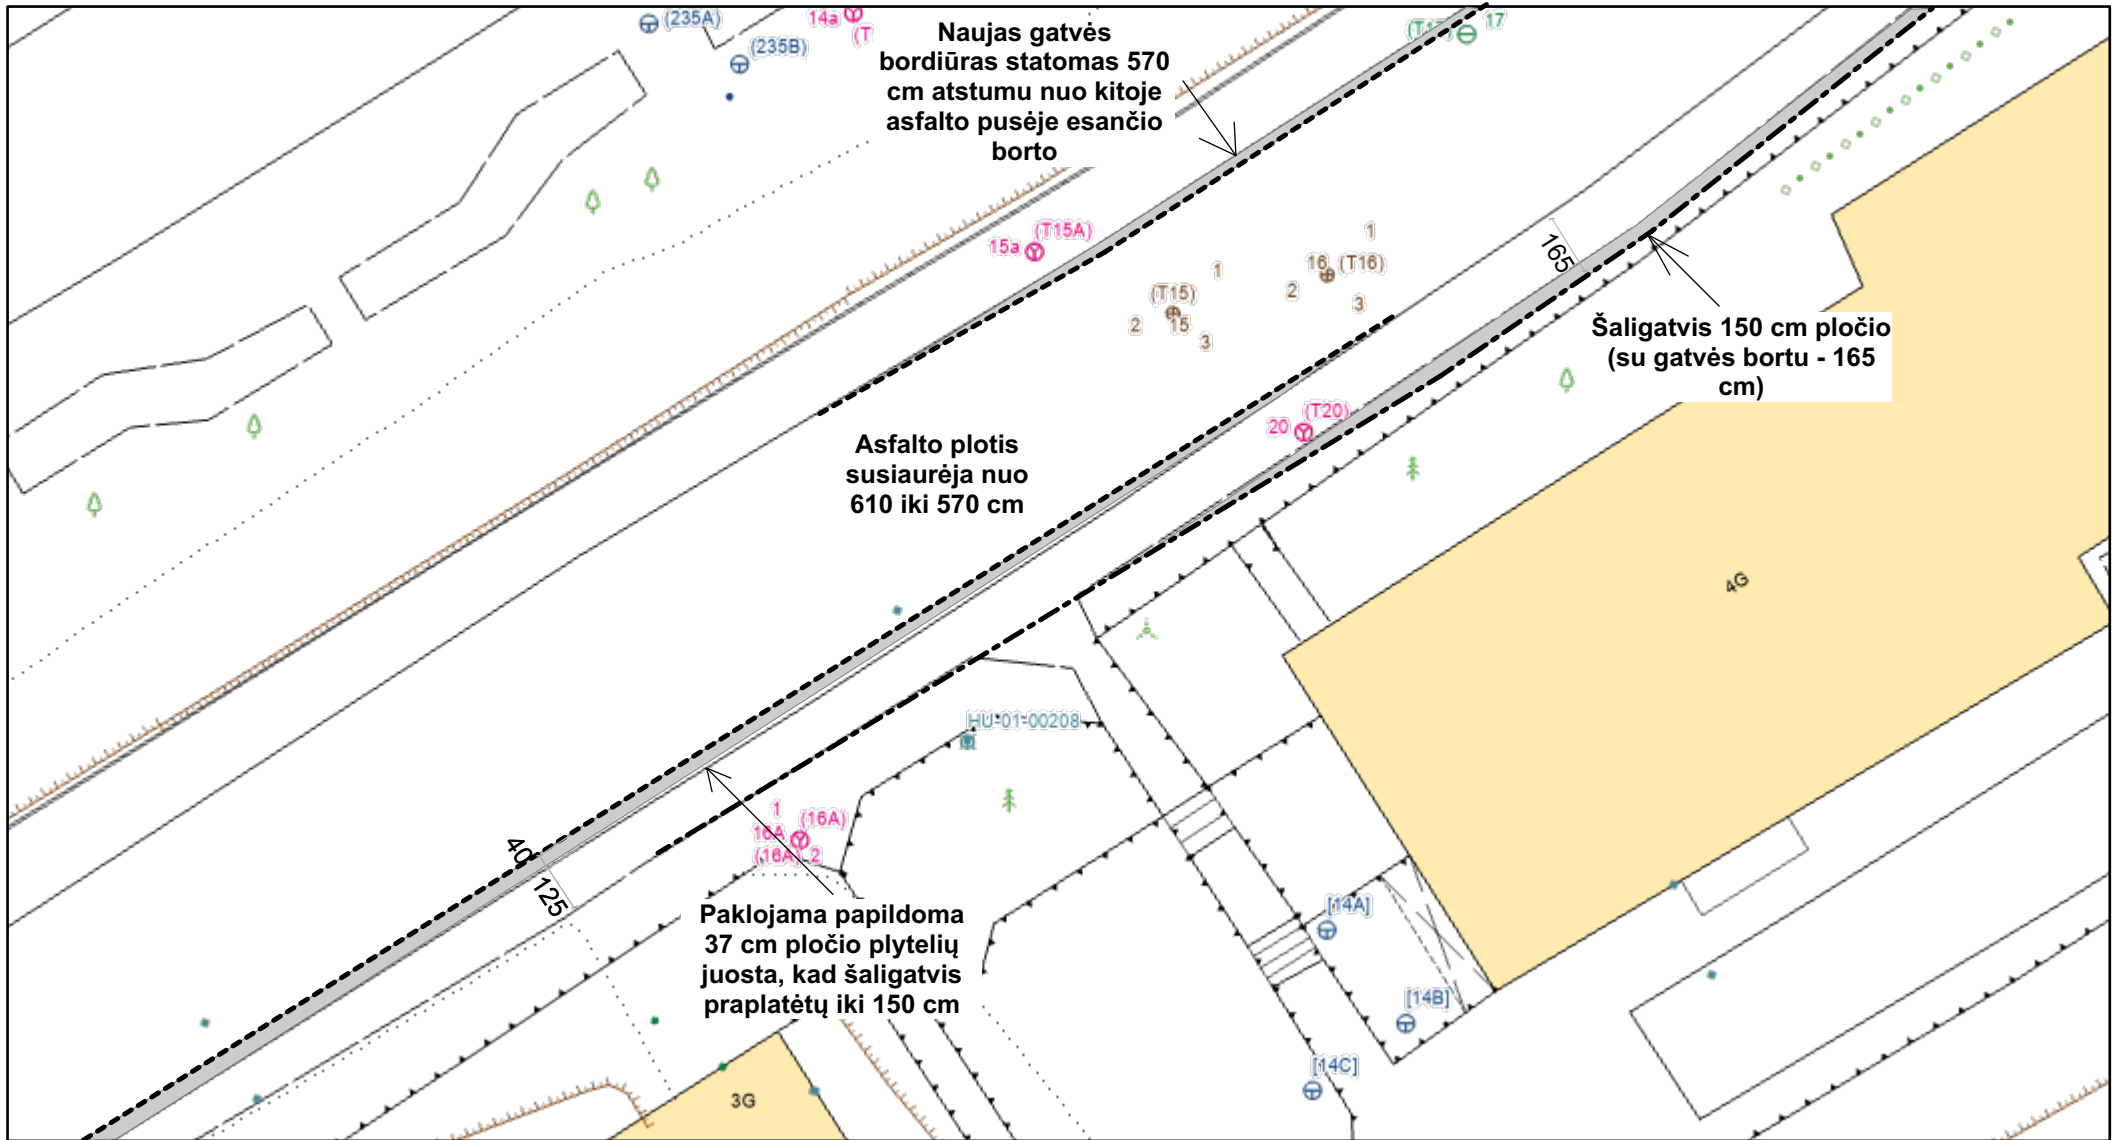 (235A)
14a
(T
(235B)
Naujas gatvės
bordiūras statomas 570
cm atstumu nuo kitoje
asfalto pusėje esančio
borto
17
15a
(T15A)
1
1
16
(T16)
2
3
(T15)
2
15
3
165
Šaligatvis 150 cm pločio
(su gatvės bortu - 165
cm)
20
(T20)
Asfalto plotis
susiaurėja nuo
610 iki 570 cm
4G
HU-01-00208
1
16A
(16A)
(16A)
2
40
125
Paklojama papildoma
37 cm pločio plytelių
juosta, kad šaligatvis
praplatėtų iki 150 cm
[14A]
[14B]
[14C]
3G